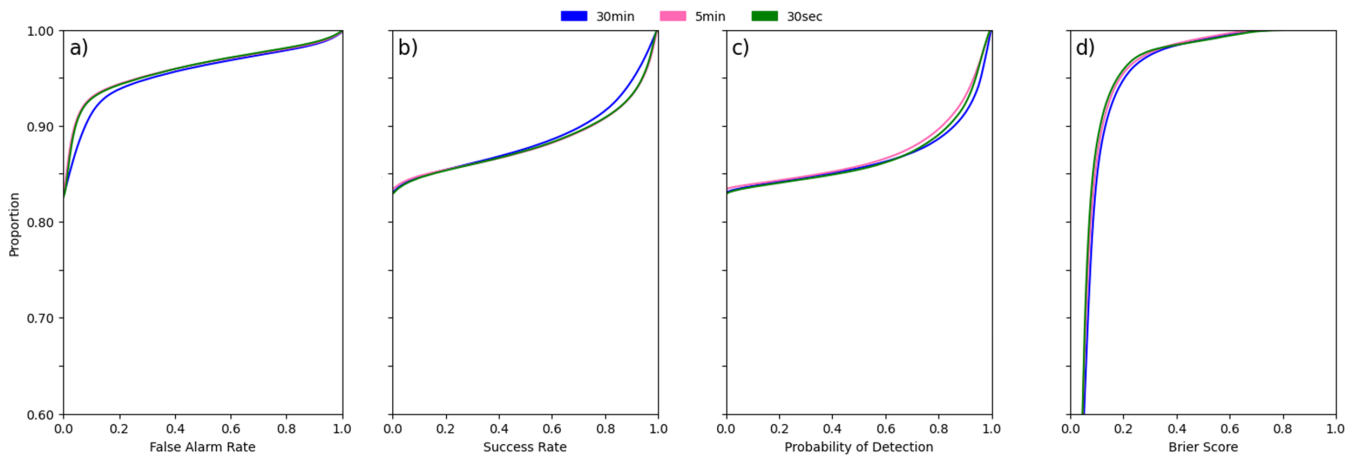 30min 5min 30sec
a) b) c) d)
Proportion
1.00
0.90
0.80
0.70
0.60
0.0 0.2 0.4 0.6 0.8 1.0
False Alarm Rate
0.0 0.2 0.4 0.6 0.8 1.0
Success Rate
0.0 0.2 0.4 0.6 0.8 1.0
Probability of Detection
0.0 0.2 0.4 0.6 0.8 1.0
Brier Score